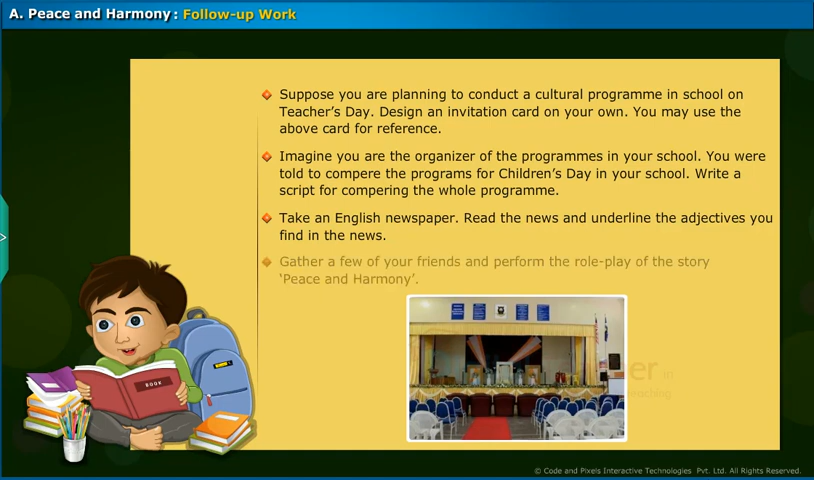 A. Peace and Harmony : Follow-up Work
Suppose you are planning to conduct a cultural programme in school on
Teacher's Day. Design an invitation card on your own. You may use the
above card for reference.
Imagine you are the organizer of the programmes in your school. You were
told to compere the programs for Children's Day in your school. Write a
script for compering the whole programme.
Take an English newspaper. Read the news and underline the adjectives you
find in the news.
Gather a few of your friends and perform the role-play of the story
'Peace and Harmony'.
er in
BOOK
© Code and Pixels Interactive Technologies Pvt. Ltd. All Rights Reserved.